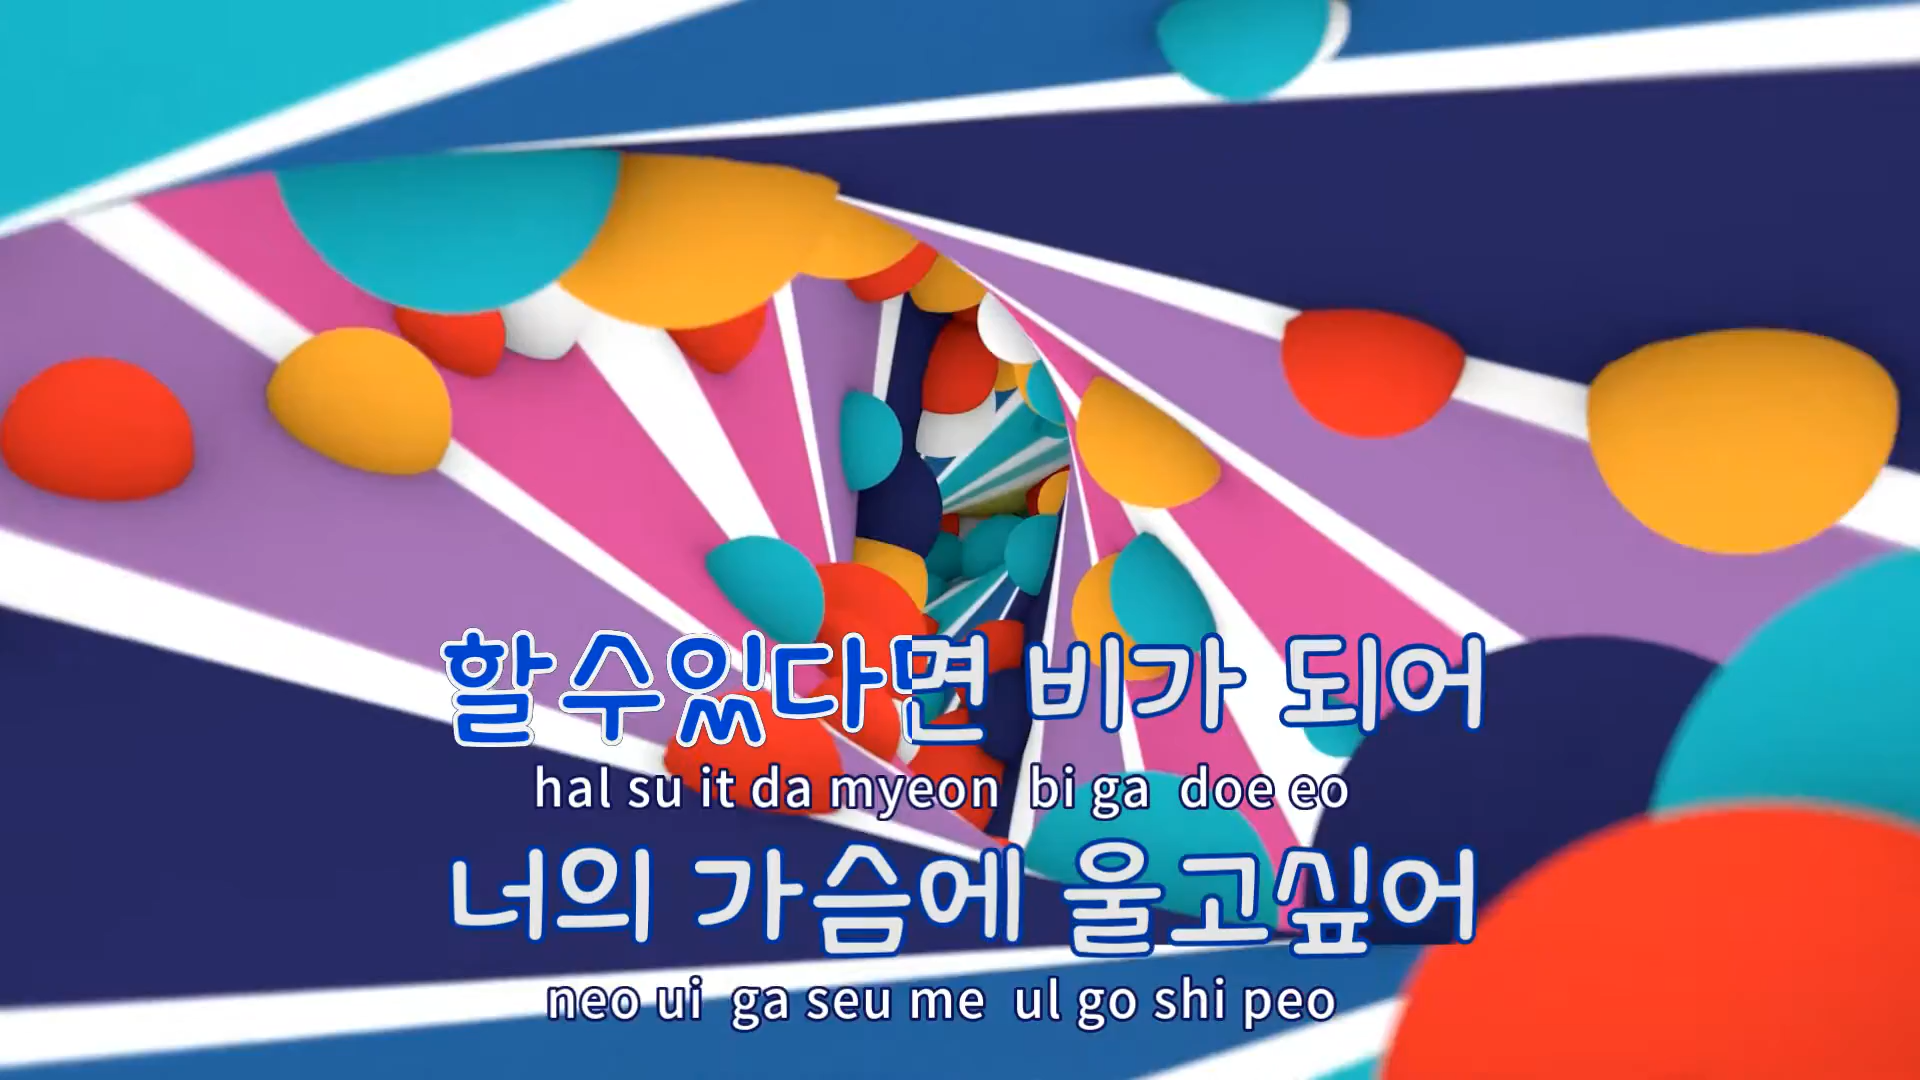 할수있다면 비가 되어
hal su it da myeon bi ga doe eo
너의 가슴에 울고싶어
neo ui ga seu me ul go shi peo